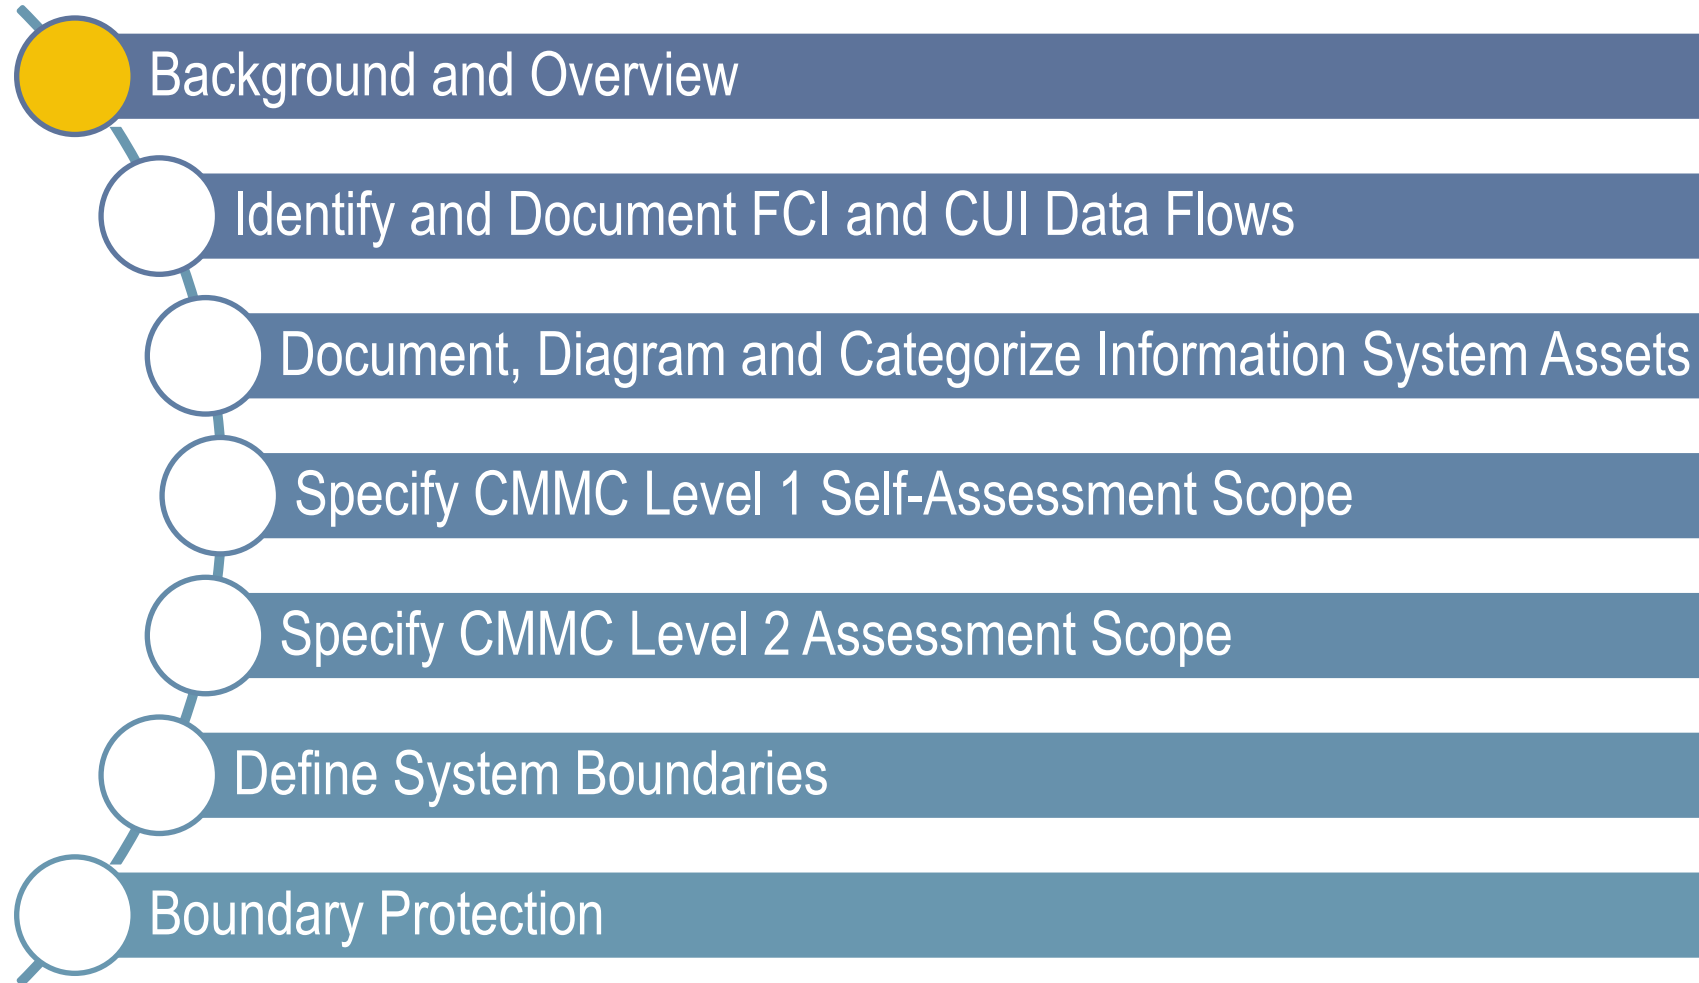 Background and Overview
Identify and Document FCI and CUI Data Flows
Document, Diagram and Categorize Information System Assets
Specify CMMC Level 1 Self-Assessment Scope
Specify CMMC Level 2 Assessment Scope
Define System Boundaries
Boundary Protection